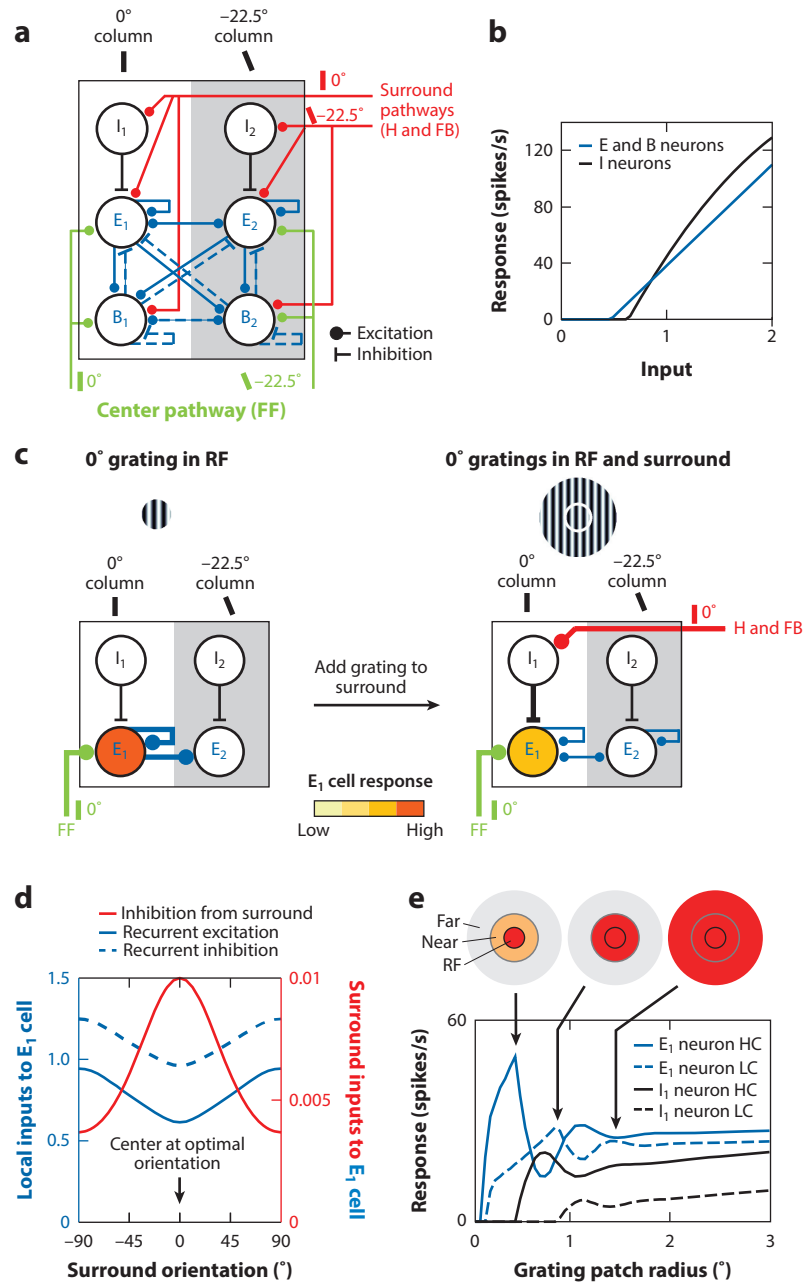 a
0°
column
–22.5°
column
0°
Surround
pathways
(H and FB)
–22.5°
I1
I2
E1
E2
B1
B2
Excitation
Inhibition
0°
–22.5°
Center pathway (FF)
b
Response (spikes/s)
120
80
40
0
E and B neurons
I neurons
0
1
2
Input
c
0° grating in RF
0° gratings in RF and surround
0°
column
–22.5°
column
I1
I2
E1
E2
0°
FF
Add grating to
surround
E1 cell response
Low
High
0°
column
–22.5°
column
0°
H and FB
I1
I2
E1
E2
0°
FF
d
Inhibition from surround
Recurrent excitation
Recurrent inhibition
Local inputs to E1 cell
1.5
1.0
0.5
0
Surround inputs to E1 cell
0.01
0.005
0
Center at optimal
orientation
–90
–45
0
45
90
Surround orientation (°)
e
Far
Near
RF
Response (spikes/s)
60
0
E1 neuron HC
E1 neuron LC
I1 neuron HC
I1 neuron LC
0
1
2
3
Grating patch radius (°)